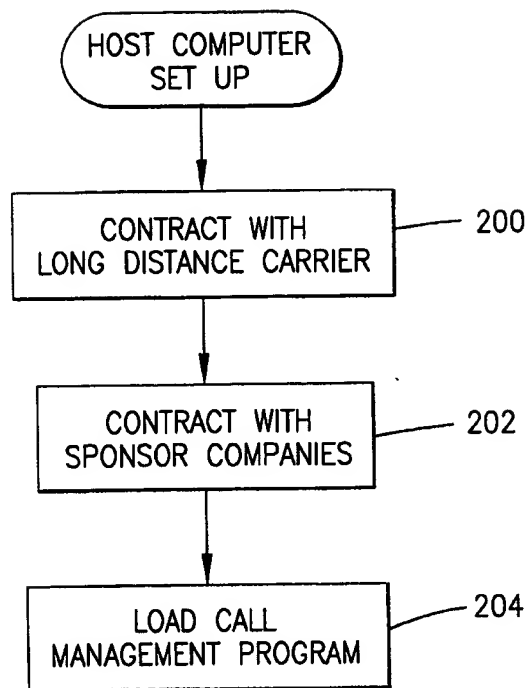 HOST COMPUTER
SET UP
CONTRACT WITH
LONG DISTANCE CARRIER
200
CONTRACT WITH
SPONSOR COMPANIES
202
LOAD CALL
MANAGEMENT PROGRAM
204